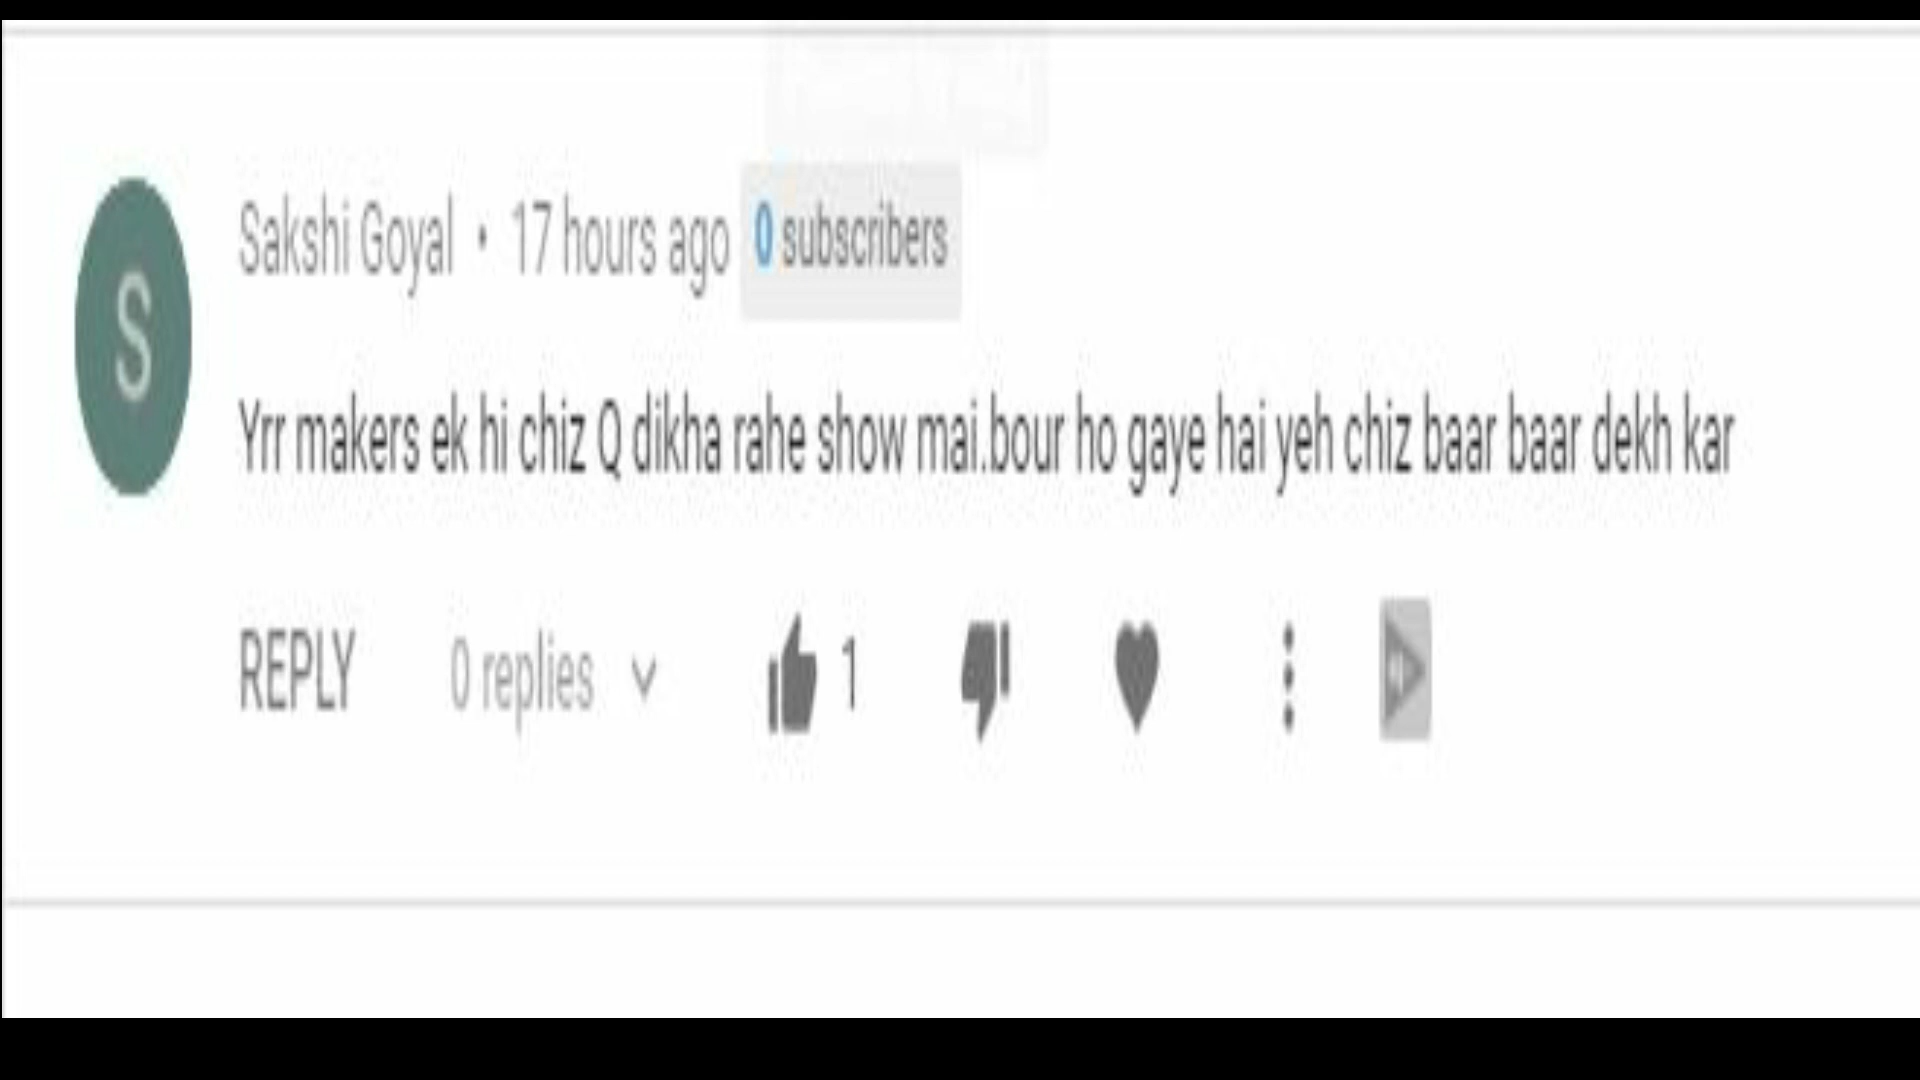 S
Sakshi Goyal • 17 hours ago 0 subscribers
Yrr makers ek hi chiz Q dikha rahe show mai.bour ho gaye hai yeh chiz baar baar dekh kar
REPLY 0 replies 1